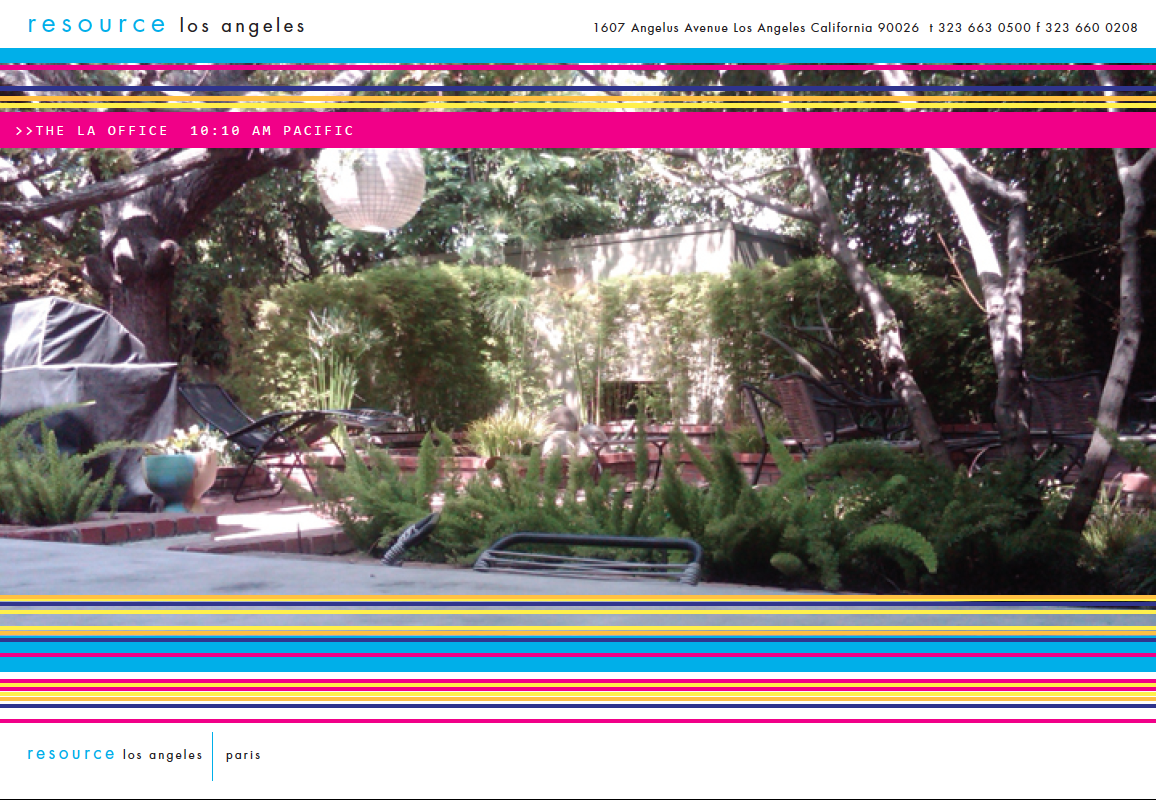 resource los angeles
1607 Angelus Avenue Los Angeles California 90026 t 323 663 0500 f 323 660 0208
>>THE LA OFFICE 10:10 AM PACIFIC
resource los angeles
paris